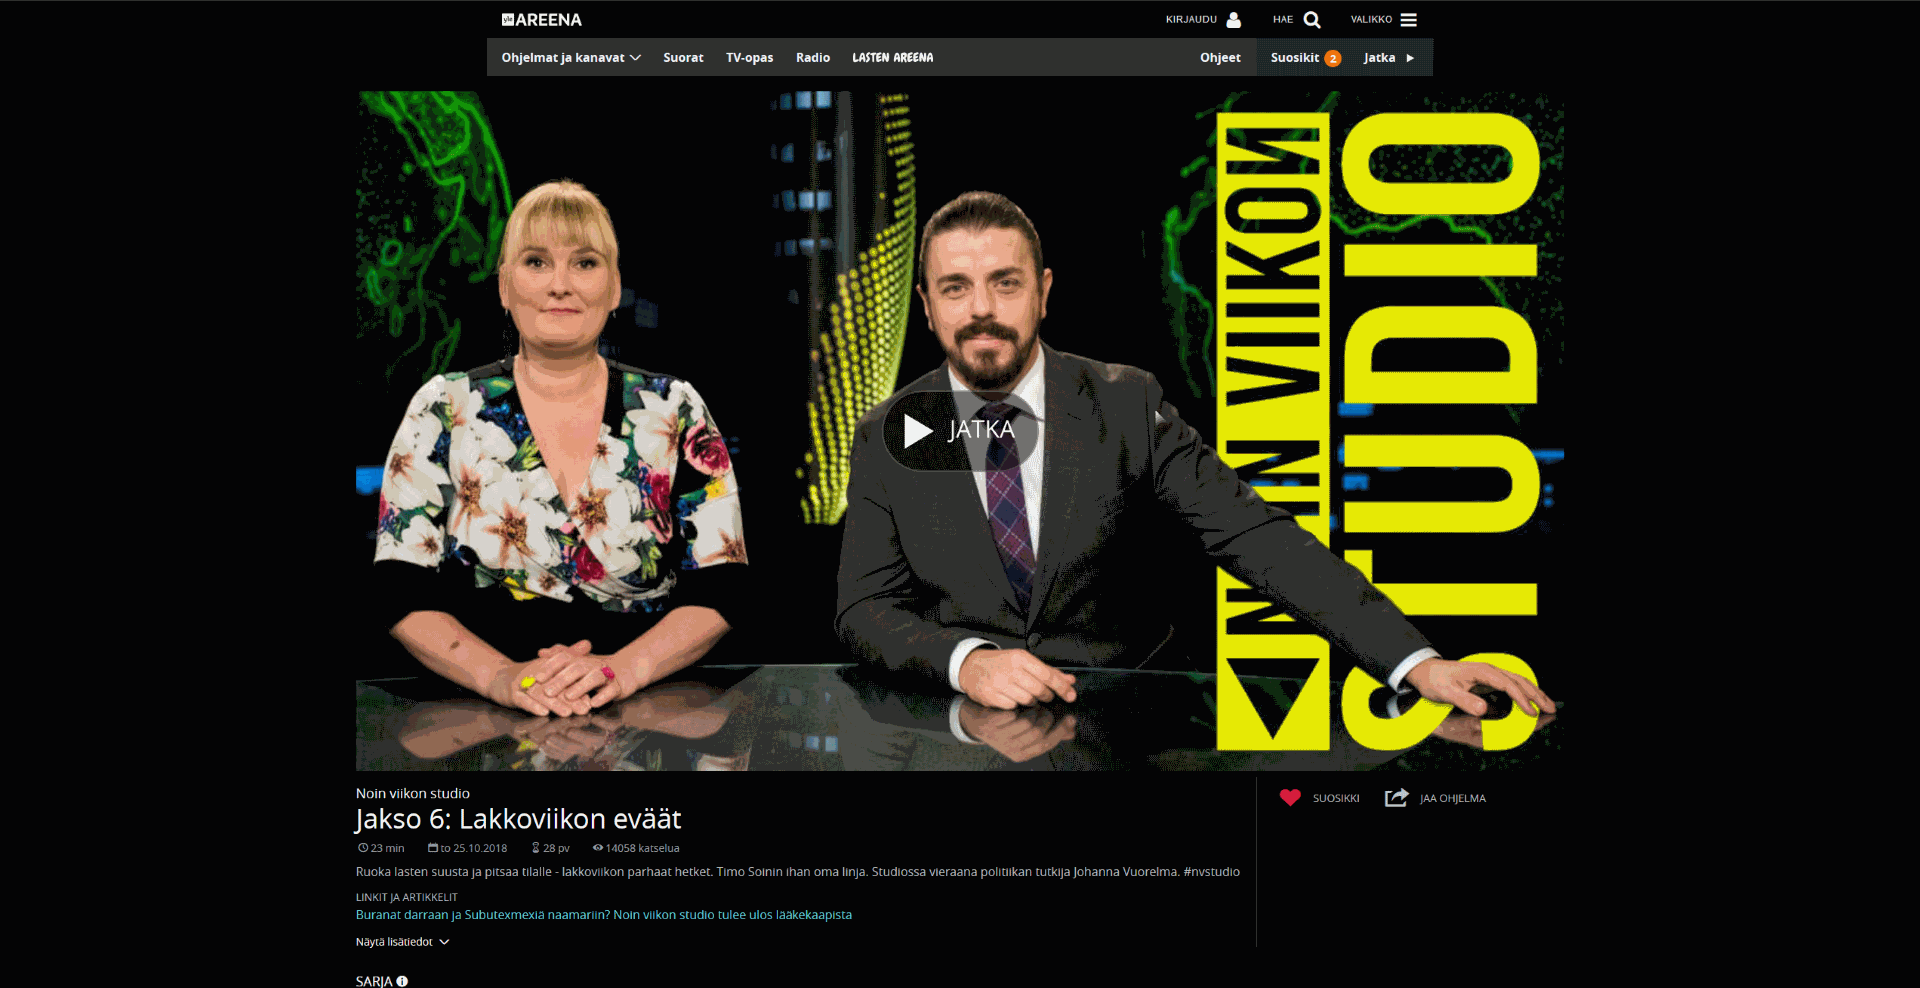 yle AREENA
KIRJAUDU
HAE
VALIKKO
Ohjelmat ja kanavat
Suorat
TV-opas
Radio
LASTEN AREENA
Ohjeet
Suosikit 2
Jatka
NOIN VIIKON
STUDIO
JATKA
Noin viikon studio
Jakso 6: Lakkoviikon eväät
23 min
to 25.10.2018
28 pv
14058 katselua
Ruoka lasten suusta ja pitsaa tilalle - lakkoviikon parhaat hetket. Timo Soinin ihan oma linja. Studiossa vieraana politiikan tutkija Johanna Vuorelma. #nvstudio
LINKIT JA ARTIKKELIT
Buranat darraan ja Subutexmexiä naamariin? Noin viikon studio tulee ulos lääkekaapista
Näytä lisätiedot
SUOSIKKI
JAA OHJELMA
SARJA